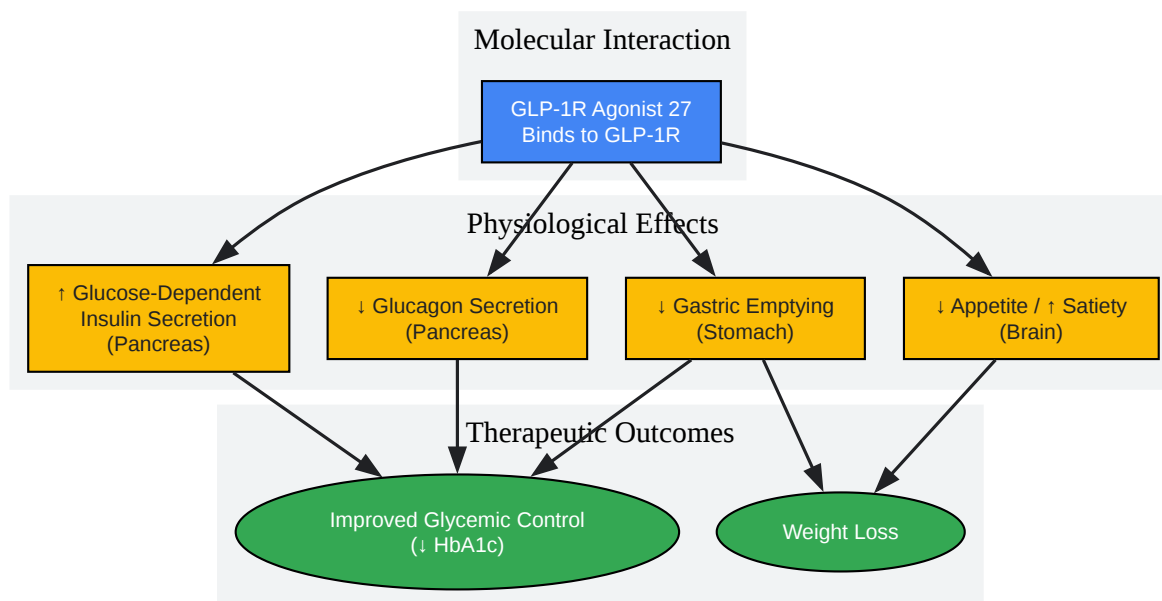 Molecular Interaction
GLP-1R Agonist 27
Binds to GLP-1R
Physiological Effects
↑ Glucose-Dependent
Insulin Secretion
(Pancreas)
↓ Glucagon Secretion
(Pancreas)
↓ Gastric Emptying
(Stomach)
↓ Appetite / ↑ Satiety
(Brain)
Therapeutic Outcomes
Improved Glycemic Control
(↓ HbA1c)
Weight Loss